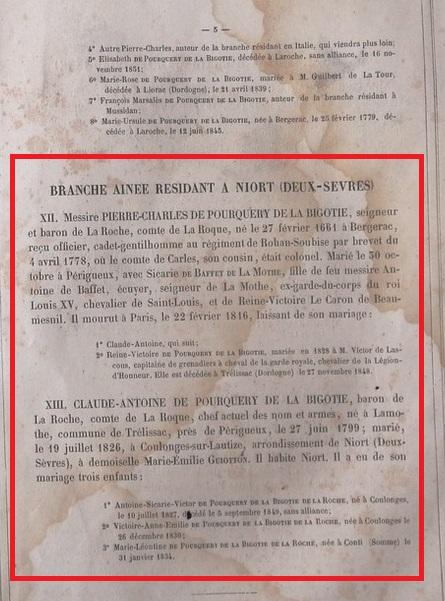 — 5 —
4° Autre Pierre-Charles, auteur de la branche résidant en Italie, qui viendra plus loin;
5° Elisabeth DE POURQUERY DE LA BIGOTIE, décédée à Laroche, sans alliance, le 16 no-
vembre 1851;
6° Marie-Rose DE POURQUERY DE LA BIGOTIE, mariée à M. Guilbert de La Tour,
décédée à Liorac (Dordogne), le 21 avril 1839;
7° François Marsalès DE POURQUERY DE LA BIGOTIE, auteur de la branche résidant à
Mussidan;
8° Marie-Ursule DE POURQUERY DE LA BIGOTIE, née à Bergerac, le 25 février 1779, dé-
cédée à Laroche, le 12 juin 1845.
BRANCHE AINEE RESIDANT A NIORT (DEUX-SEVRES)
XII. Messire PIERRE-CHARLES DE POURQUERY DE LA BIGOTIE, seigneur
et baron de La Roche, comte de La Roque, né le 27 février 1661 à Bergerac,
reçu officier, cadet-gentilhomme au régiment de Rohan-Soubise par brevet du
4 avril 1778, où le comte de Carles, son cousin, était colonel. Marié le 30 oc-
tobre à Périgueux, avec Sicarie DE BAFFET DE LA MOTHE, fille de feu messire An-
toine de Baffet, écuyer, seigneur de La Mothe, ex-garde-du-corps du roi
Louis XV, chevalier de Saint-Louis, et de Reine-Victoire Le Caron de Beau-
mesnil. Il mourut à Paris, le 22 février 1816, laissant de son mariage :
1° Claude-Antoine, qui suit;
2° Reine-Victoire DE POURQUERY DE LA BIGOTIE, mariée en 1828 à M. Victor de Las-
cous, capitaine de grenadiers à cheval de la garde royale, chevalier de la Légion-
d'Honneur. Elle est décédée à Trélissac (Dordogne) le 27 novembre 1848.
XIII. CLAUDE-ANTOINE DE POURQUERY DE LA BIGOTIE, baron de
La Roche, comte de La Roque, chef actuel des nom et armes, né à Lamo-
the, commune de Trélissac, près de Périgueux, le 27 juin 1799; marié,
le 19 juillet 1826, à Coulonges-sur-Lautize, arrondissement de Niort (Deux-
Sèvres), à demoiselle Marie-Emilie GUIOTTON. Il habite Niort. Il a eu de son
mariage trois enfants :
1° Antoine-Sicarie-Victor DE POURQUERY DE LA BIGOTIE DE LA ROCHE, né à Coulonges,
le 10 juillet 1827, décédé le 5 septembre 1849, sans alliance;
2° Victoire-Anne-Emilie DE POURQUERY DE LA BIGOTIE DE LA ROCHE, née à Coulonges le
26 décembre 1830;
3° Marie-Léontine DE POURQUERY DE LA BIGOTIE DE LA ROCHE, née à Conti (Somme) le
31 janvier 1834.